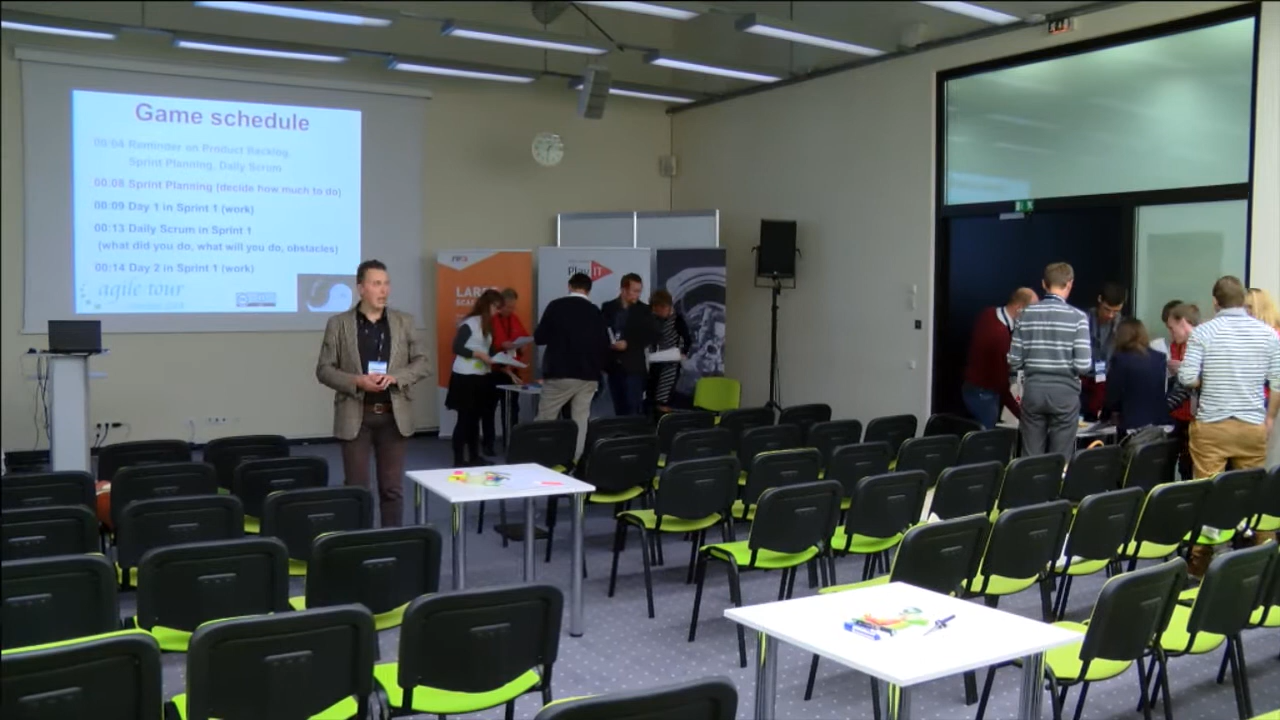 Game schedule
00:04 Reminder on Product Backlog,
Sprint Planning, Daily Scrum
00:08 Sprint Planning (decide how much to do)
00:09 Day 1 in Sprint 1 (work)
00:13 Daily Scrum in Sprint 1
(what did you do, what will you do, obstacles)
00:14 Day 2 in Sprint 1 (work)
agile tour
Play IT